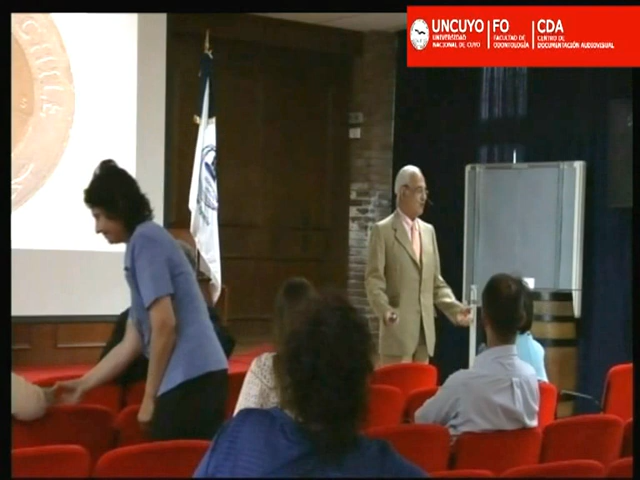 UNCUYO
UNIVERSIDAD
NACIONAL DE CUYO
FO
FACULTAD DE
ODONTOLOGÍA
CDA
CENTRO DE
DOCUMENTACIÓN AUDIOVISUAL